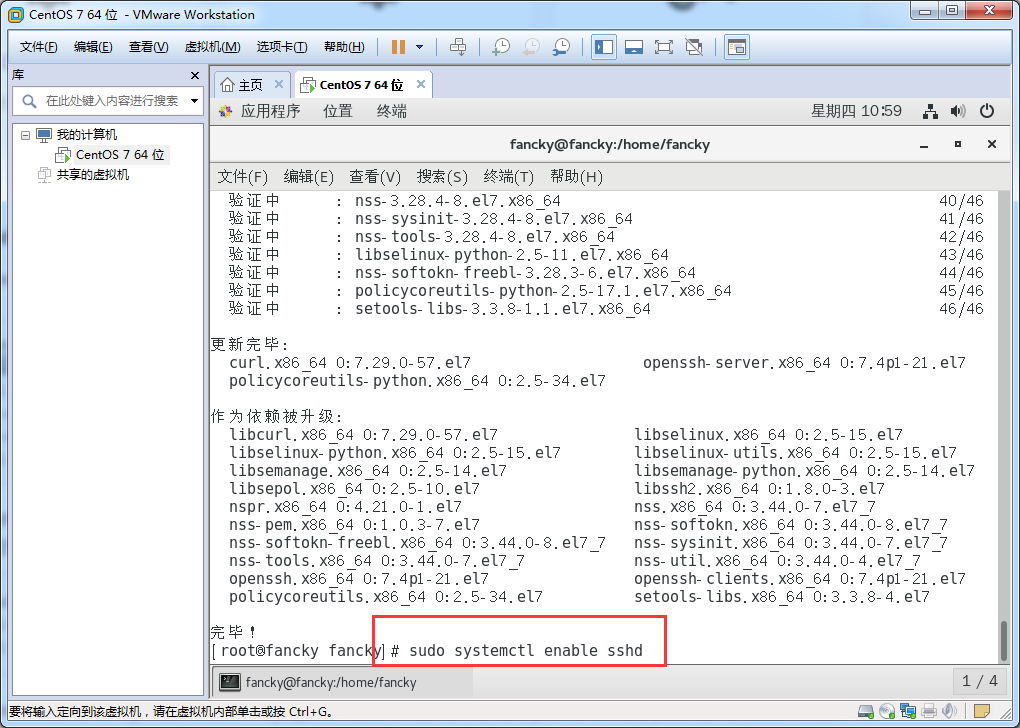 CentOS 7 64 位 - VMware Workstation
文件(F) 编辑(E) 查看(V) 虚拟机(M) 选项卡(T) 帮助(H)
库
在此处键入内容进行搜索
我的计算机
CentOS 7 64 位
共享的虚拟机
主页 CentOS 7 64 位
应用程序 位置 终端 星期四 10:59
fancky@fancky:/home/fancky
文件(F) 编辑(E) 查看(V) 搜索(S) 终端(T) 帮助(H)
验证中 : nss-3.28.4-8.el7.x86_64 40/46
验证中 : nss-sysinit-3.28.4-8.el7.x86_64 41/46
验证中 : nss-tools-3.28.4-8.el7.x86_64 42/46
验证中 : libselinux-python-2.5-11.el7.x86_64 43/46
验证中 : nss-softokn-freebl-3.28.3-6.el7.x86_64 44/46
验证中 : policycoreutils-python-2.5-17.1.el7.x86_64 45/46
验证中 : setools-libs-3.3.8-1.1.el7.x86_64 46/46
更新完毕:
curl.x86_64 0:7.29.0-57.el7 openssh-server.x86_64 0:7.4p1-21.el7
policycoreutils-python.x86_64 0:2.5-34.el7
作为依赖被升级:
libcurl.x86_64 0:7.29.0-57.el7 libselinux.x86_64 0:2.5-15.el7
libselinux-python.x86_64 0:2.5-15.el7 libselinux-utils.x86_64 0:2.5-15.el7
libsemanage.x86_64 0:2.5-14.el7 libsemanage-python.x86_64 0:2.5-14.el7
libsepol.x86_64 0:2.5-10.el7 libssh2.x86_64 0:1.8.0-3.el7
nspr.x86_64 0:4.21.0-1.el7 nss.x86_64 0:3.44.0-7.el7_7
nss-pem.x86_64 0:1.0.3-7.el7 nss-softokn.x86_64 0:3.44.0-8.el7_7
nss-softokn-freebl.x86_64 0:3.44.0-8.el7_7 nss-sysinit.x86_64 0:3.44.0-7.el7_7
nss-tools.x86_64 0:3.44.0-7.el7_7 nss-util.x86_64 0:3.44.0-4.el7_7
openssh.x86_64 0:7.4p1-21.el7 openssh-clients.x86_64 0:7.4p1-21.el7
policycoreutils.x86_64 0:2.5-34.el7 setools-libs.x86_64 0:3.3.8-4.el7
完毕！
[root@fancky fancky]# sudo systemctl enable sshd
fancky@fancky:/home/fancky 1 / 4
要将输入定向到该虚拟机，请在虚拟机内部单击或按 Ctrl+G。